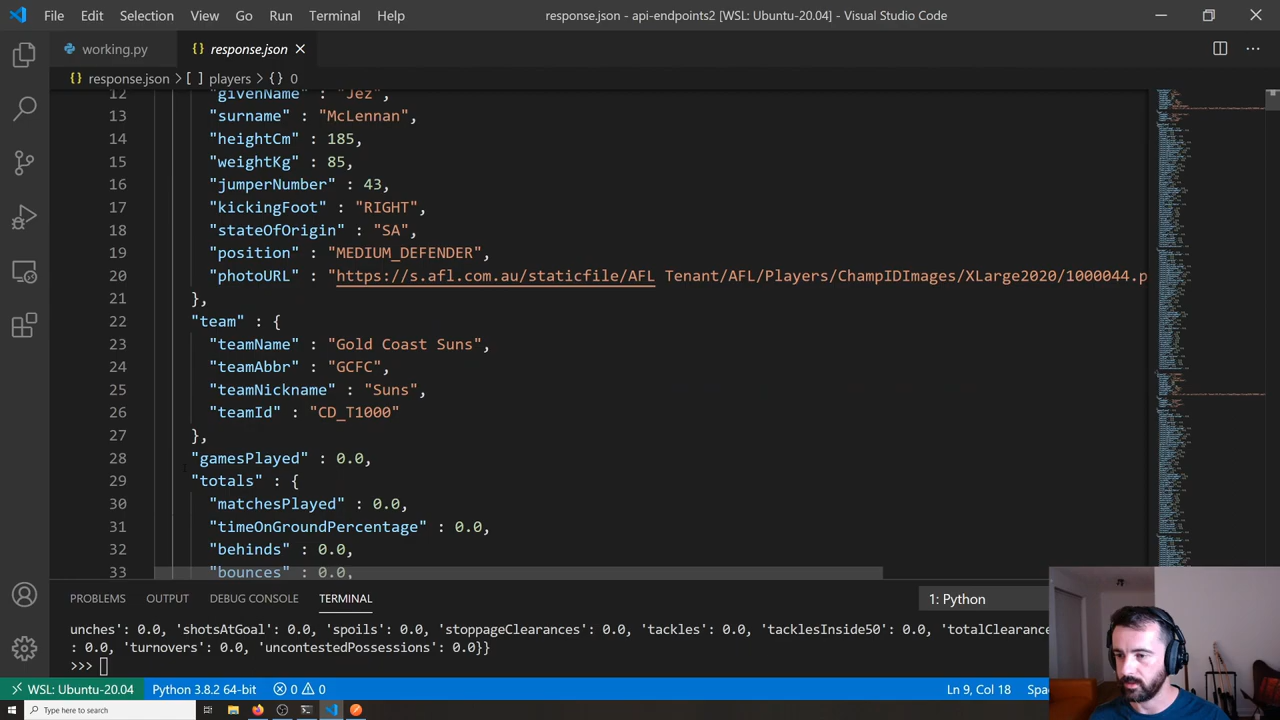 File Edit Selection View Go Run Terminal Help
response.json - api-endpoints2 [WSL: Ubuntu-20.04] - Visual Studio Code
working.py
{} response.json
{} response.json > [ ] players > {} 0
12 "givenName" : "Jez",
13 "surname" : "McLennan",
14 "heightCm" : 185,
15 "weightKg" : 85,
16 "jumperNumber" : 43,
17 "kickingFoot" : "RIGHT",
18 "stateOfOrigin" : "SA",
19 "position" : "MEDIUM_DEFENDER",
20 "photoURL" : "https://s.afl.com.au/staticfile/AFL Tenant/AFL/Players/ChampIDImages/XLarge2020/1000044.p
21 },
22 "team" : {
23 "teamName" : "Gold Coast Suns",
24 "teamAbbr" : "GCFC",
25 "teamNickname" : "Suns",
26 "teamId" : "CD_T1000"
27 },
28 "gamesPlayed" : 0.0,
29 "totals" : {
30 "matchesPlayed" : 0.0,
31 "timeOnGroundPercentage" : 0.0,
32 "behinds" : 0.0,
33 "bounces" : 0.0,
PROBLEMS OUTPUT DEBUG CONSOLE TERMINAL 1: Python
unches': 0.0, 'shotsAtGoal': 0.0, 'spoils': 0.0, 'stoppageClearances': 0.0, 'tackles': 0.0, 'tacklesInside50': 0.0, 'totalClearance
: 0.0, 'turnovers': 0.0, 'uncontestedPossessions': 0.0}}
>>>
WSL: Ubuntu-20.04 Python 3.8.2 64-bit 0 0 Ln 9, Col 18 Spa
Type here to search